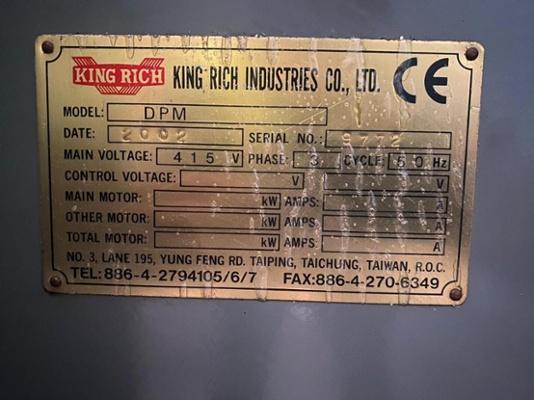 KING RICH KING RICH INDUSTRIES CO., LTD. CE
MODEL: DPM
DATE: 2002 SERIAL NO.: 9772
MAIN VOLTAGE: 415 V PHASE: 3 CYCLE: 50 Hz
CONTROL VOLTAGE: V V
MAIN MOTOR: kW AMPS: A
OTHER MOTOR: kW AMPS: A
TOTAL MOTOR: kW AMPS: A
NO. 3, LANE 195, YUNG FENG RD. TAIPING, TAICHUNG, TAIWAN, R.O.C.
TEL:886-4-2794105/6/7 FAX:886-4-270-6349